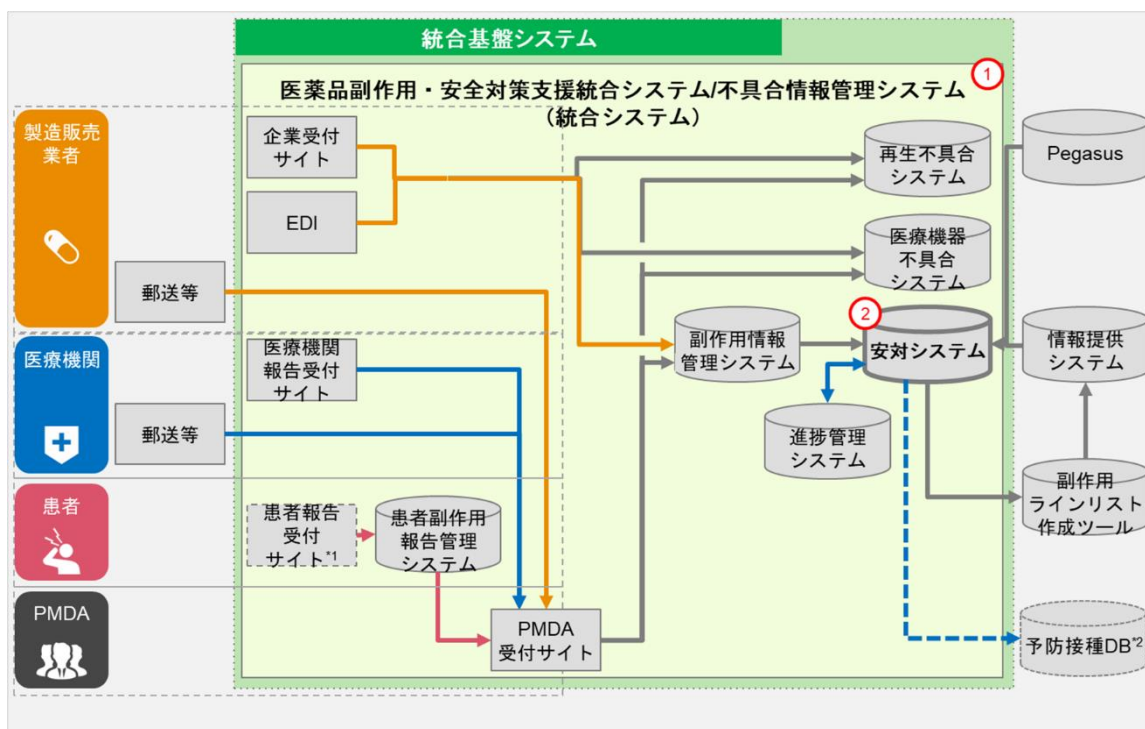 統合基盤システム
医薬品副作用・安全対策支援統合システム/不具合情報管理システム
(統合システム)
1
製造販売
業者
企業受付
サイト
EDI
郵送等
再生不具合
システム
医療機器
不具合
システム
Pegasus
医療機関
医療機関
報告受付
サイト
郵送等
副作用情報
管理システム
2
安対システム
情報提供
システム
進捗管理
システム
副作用
ラインリスト
作成ツール
患者
患者報告
受付
サイト*1
患者副作用
報告管理
システム
PMDA
PMDA
受付サイト
予防接種DB*2